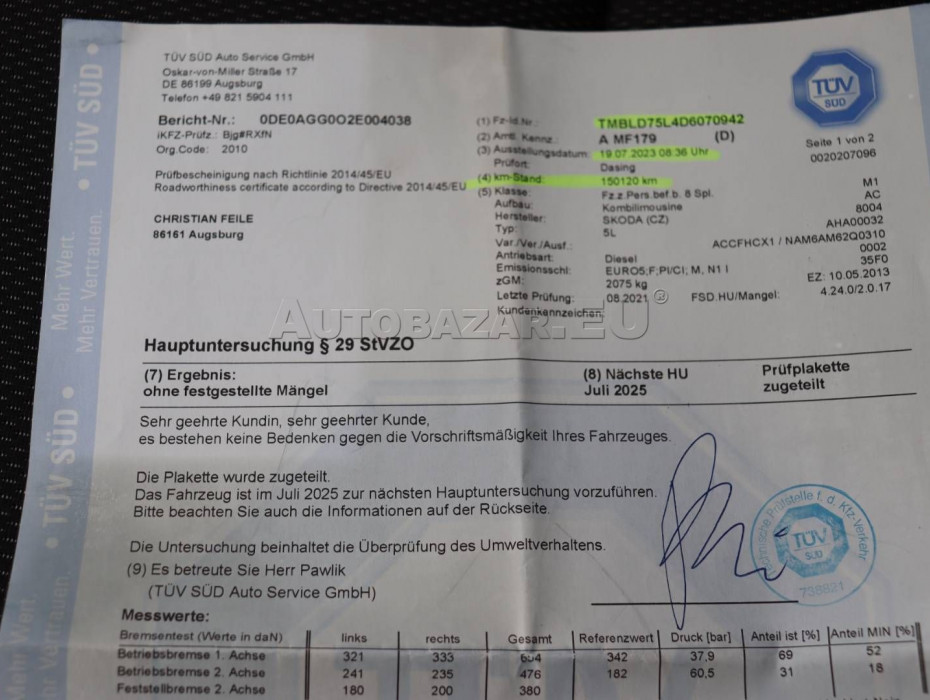 TÜV SÜD Auto Service GmbH
Oskar-von-Miller Straße 17
DE 86199 Augsburg
Telefon +49 821 5904 111
Bericht-Nr.: 0DE0AGG0O2E004038
iKFZ-Prüfz.: Bjg#RXfN
Org.Code: 2010
Prüfbescheinigung nach Richtlinie 2014/45/EU
Roadworthiness certificate according to Directive 2014/45/EU
CHRISTIAN FEILE
86161 Augsburg
(1) Fz-Id.Nr.: TMBLD75L4D6070942
(2) Amtl. Kennz.: A MF179 (D)
(3) Ausstellungsdatum: 19.07.2023 08:36 Uhr
Prüfort: Dasing
(4) km-Stand: 150120 km
(5) Klasse: Fz.z.Pers.bef.b. 8 Spl. M1
Aufbau: Kombilimousine AC
Hersteller: SKODA (CZ) 8004
Typ: 5L AHA00032
Var./Ver./Ausf.: ACCFHCX1 / NAM6AM62Q0310
0002
Antriebsart: Diesel
Emissionsschl: EURO5;F;PI/CI; M, N1 I 35F0
zGM: 2075 kg EZ: 10.05.2013
Letzte Prüfung: 08.2021 FSD.HU/Mangel: 4.24.0/2.0.17
Kundenkennzeichen:
TÜV SÜD
Seite 1 von 2
0020207096
AUTOBAZAR.EU ®
Hauptuntersuchung § 29 StVZO
(7) Ergebnis: (8) Nächste HU Prüfplakette
ohne festgestellte Mängel Juli 2025 zugeteilt
Sehr geehrte Kundin, sehr geehrter Kunde,
es bestehen keine Bedenken gegen die Vorschriftsmäßigkeit Ihres Fahrzeuges.
Die Plakette wurde zugeteilt.
Das Fahrzeug ist im Juli 2025 zur nächsten Hauptuntersuchung vorzuführen.
Bitte beachten Sie auch die Informationen auf der Rückseite.
Die Untersuchung beinhaltet die Überprüfung des Umweltverhaltens.
(9) Es betreute Sie Herr Pawlik
(TÜV SÜD Auto Service GmbH)
Technische Prüfstelle f. d. Kfz-Verkehr
TÜV
SÜD
738821
Messwerte:
Bremsentest (Werte in daN) links rechts Gesamt Referenzwert Druck [bar] Anteil ist [%] Anteil MIN [%]
Betriebsbremse 1. Achse 321 333 654 342 37,9 69 52
Betriebsbremse 2. Achse 241 235 476 182 60,5 31 18
Feststellbremse 2. Achse 180 200 380
Mehr Wert.
Mehr Vertrauen.
TÜV SÜD
Mehr Wert.
Mehr Vertrauen.
TÜV SÜD